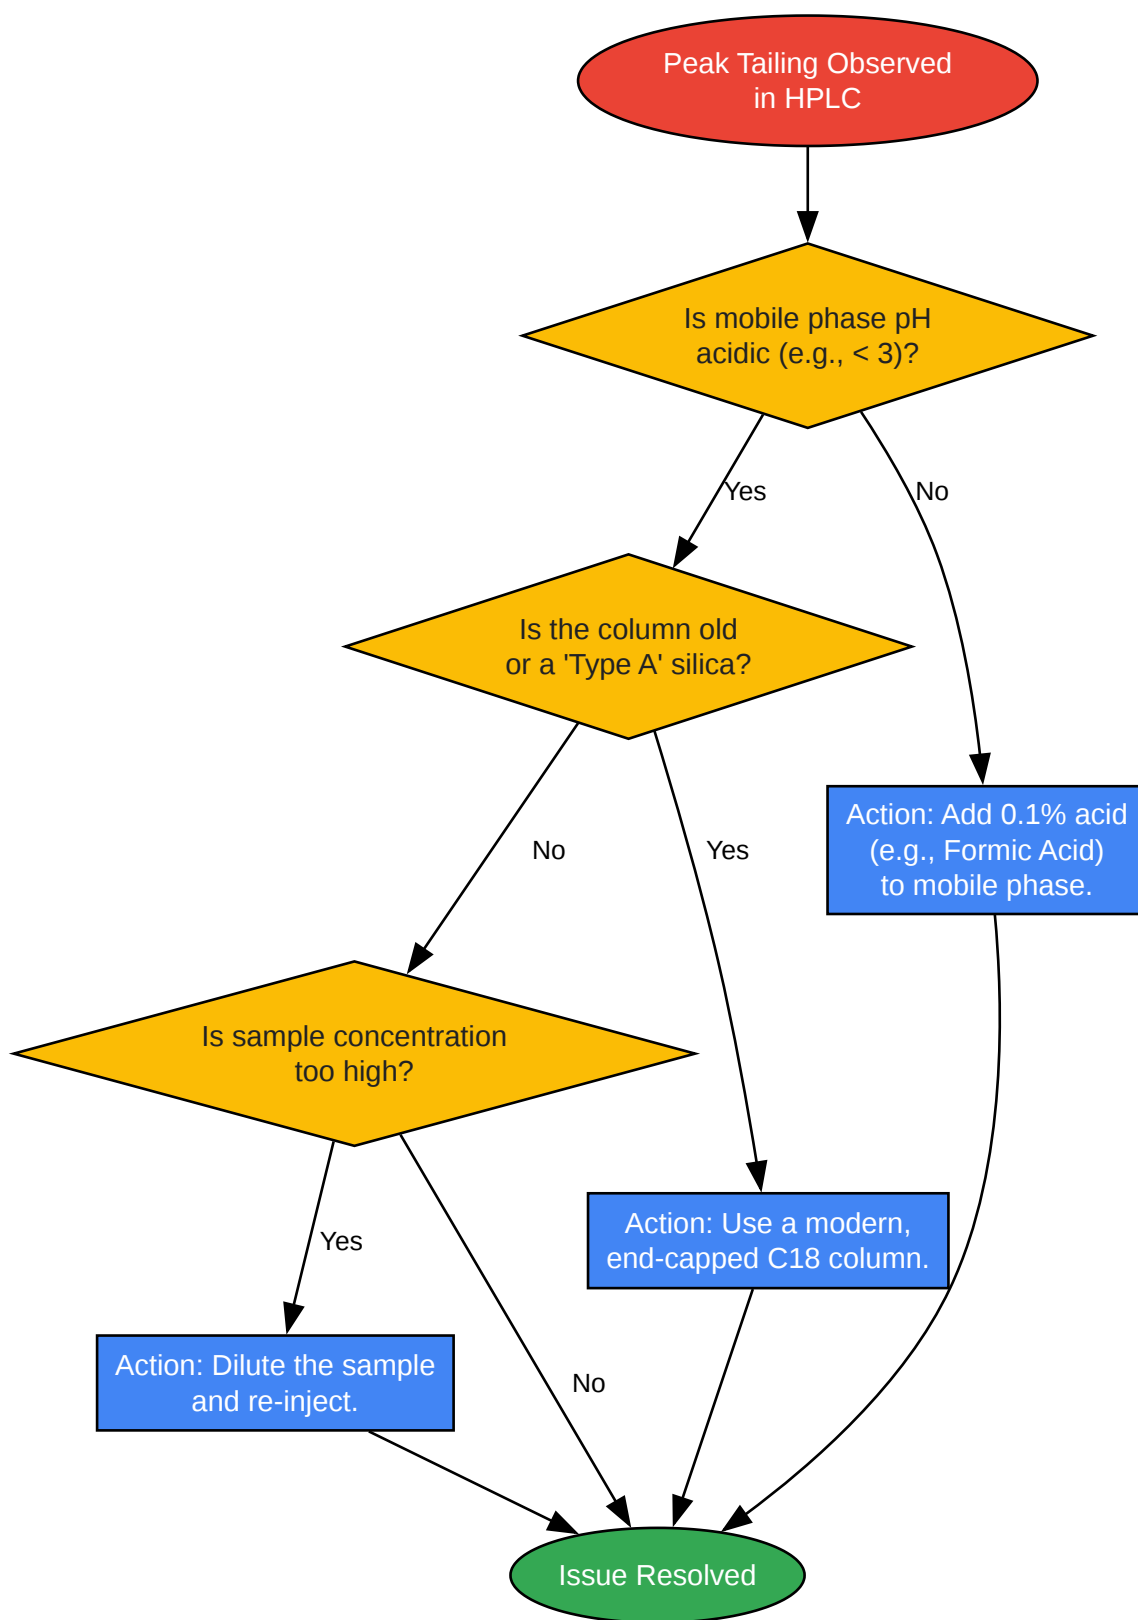 Peak Tailing Observed
in HPLC
Is mobile phase pH
acidic (e.g., < 3)?
Yes
No
Is the column old
or a 'Type A' silica?
No
Yes
Action: Add 0.1% acid
(e.g., Formic Acid)
to mobile phase.
Is sample concentration
too high?
Yes
No
Action: Use a modern,
end-capped C18 column.
Action: Dilute the sample
and re-inject.
Issue Resolved